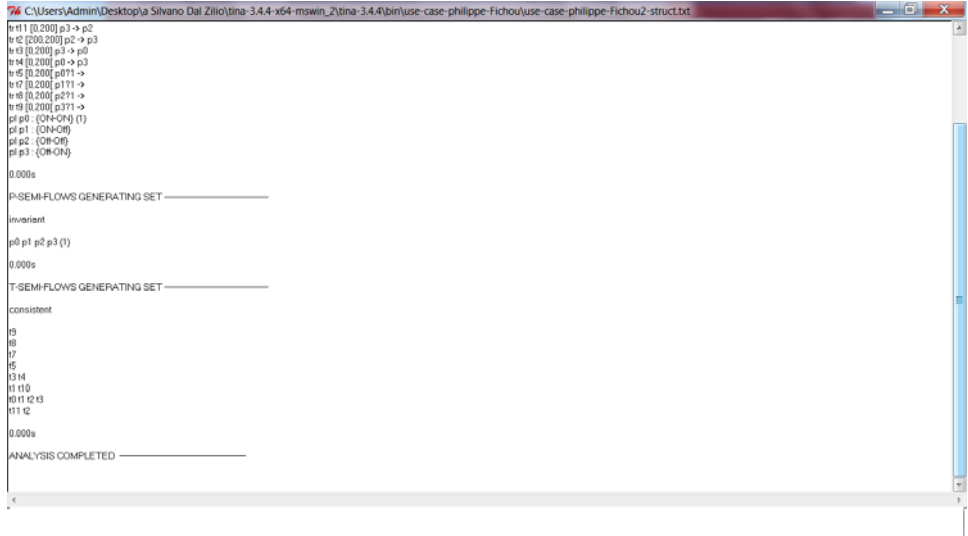 C:\Users\Admin\Desktop\a Silvano Dal Zilio\tina-3.4.4-x64-mswin_2\tina-3.4.4\bin\use-case-philippe-Fichou\use-case-philippe-Fichou2-struct.txt
tr t11 [0,200] p3 -> p2
tr t2 [200,200] p2 -> p3
tr t3 [0,200] p3 -> p0
tr t4 [0,200[ p0 -> p3
tr t5 [0,200[ p0?1 ->
tr t7 [0,200[ p1?1 ->
tr t8 [0,200[ p2?1 ->
tr t9 [0,200[ p3?1 ->
pl p0 : {ON-ON} (1)
pl p1 : {ON-Off}
pl p2 : {Off-Off}
pl p3 : {Off-ON}
0.000s
P-SEMI-FLOWS GENERATING SET
invariant
p0 p1 p2 p3 (1)
0.000s
T-SEMI-FLOWS GENERATING SET
consistent
t9
t8
t7
t5
t3 t4
t1 t10
t0 t1 t2 t3
t11 t2
0.000s
ANALYSIS COMPLETED